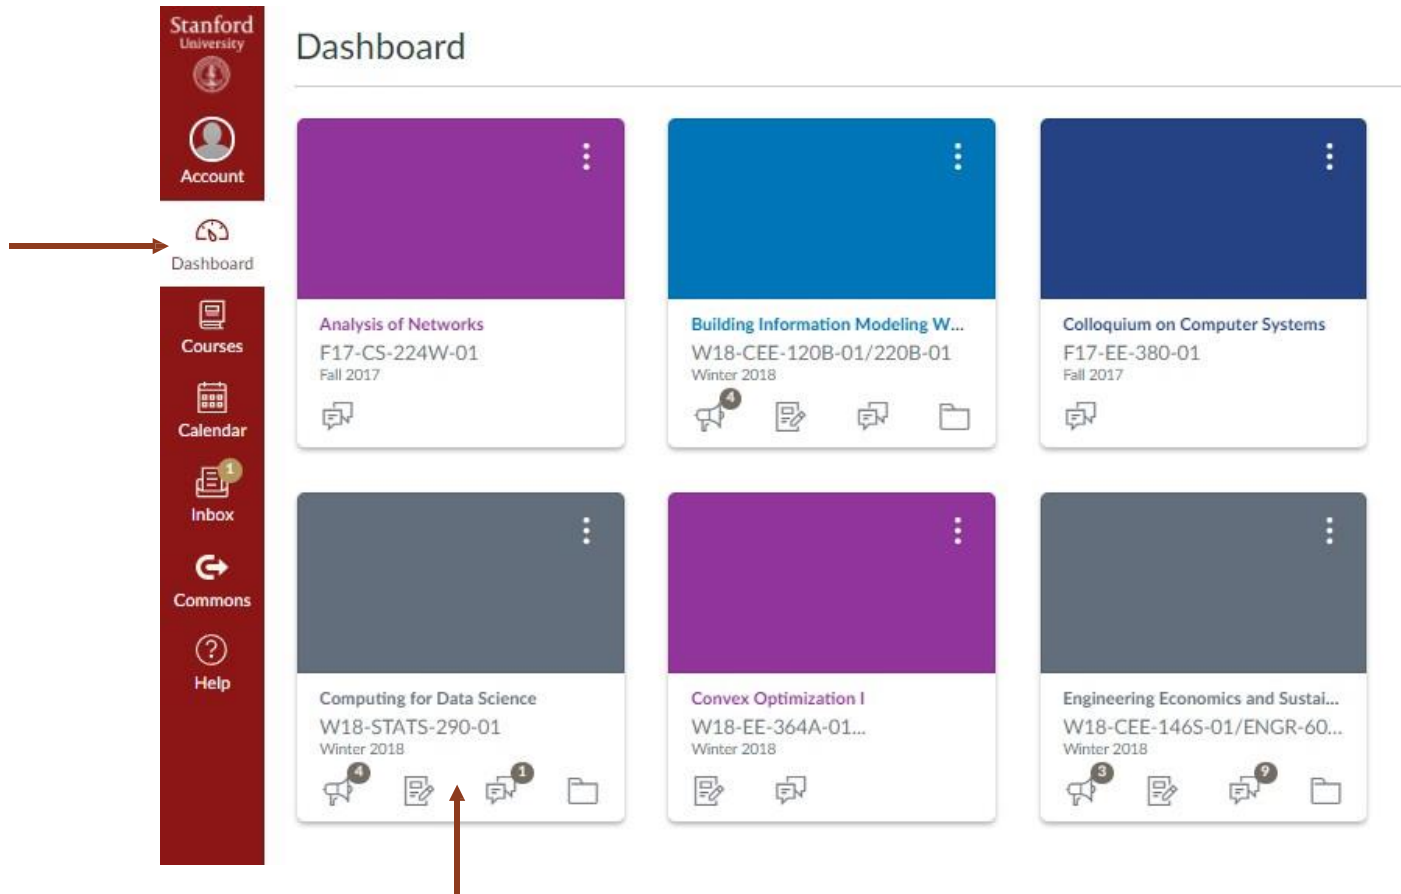 Stanford
University
Account
Dashboard
Courses
Calendar
1
Inbox
Commons
?
Help
Dashboard
Analysis of Networks
F17-CS-224W-01
Fall 2017
Building Information Modeling W...
W18-CEE-120B-01/220B-01
Winter 2018
4
Colloquium on Computer Systems
F17-EE-380-01
Fall 2017
Computing for Data Science
W18-STATS-290-01
Winter 2018
4 1
Convex Optimization I
W18-EE-364A-01...
Winter 2018
Engineering Economics and Sustai...
W18-CEE-146S-01/ENGR-60...
Winter 2018
3 9